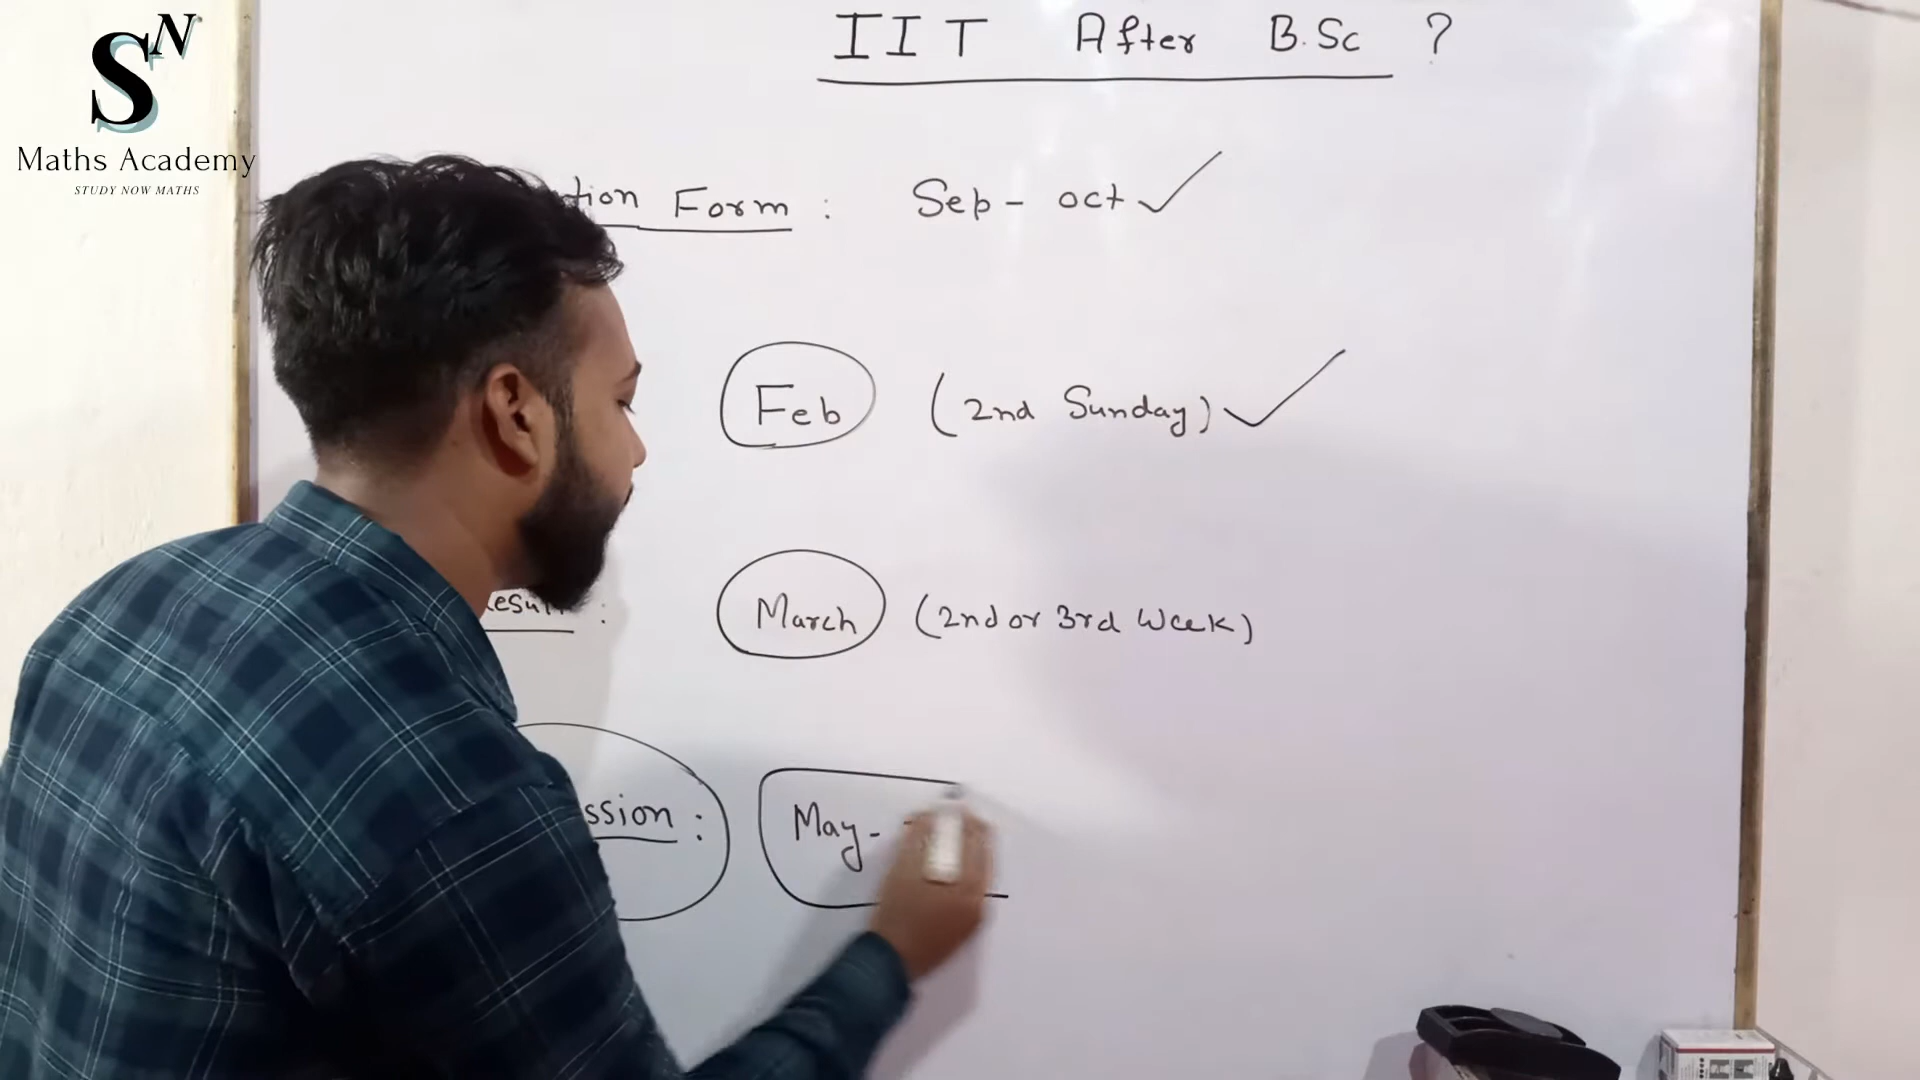 SN
Maths Academy
STUDY NOW MATHS
IIT After B.Sc ?
tion Form : Sep - oct
Feb (2nd Sunday)
esult : March (2nd or 3rd Week)
ssion : May -